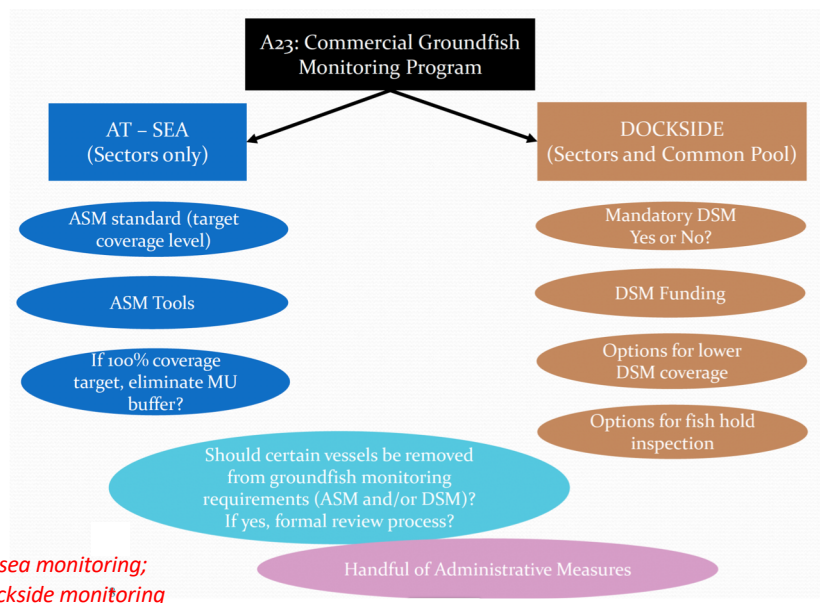 A23: Commercial Groundfish
Monitoring Program
AT – SEA
(Sectors only)
ASM standard (target
coverage level)
ASM Tools
If 100% coverage
target, eliminate MU
buffer?
DOCKSIDE
(Sectors and Common Pool)
Mandatory DSM
Yes or No?
DSM Funding
Options for lower
DSM coverage
Options for fish hold
inspection
Should certain vessels be removed
from groundfish monitoring
requirements (ASM and/or DSM)?
If yes, formal review process?
Handful of Administrative Measures
sea monitoring;
ckside monitoring